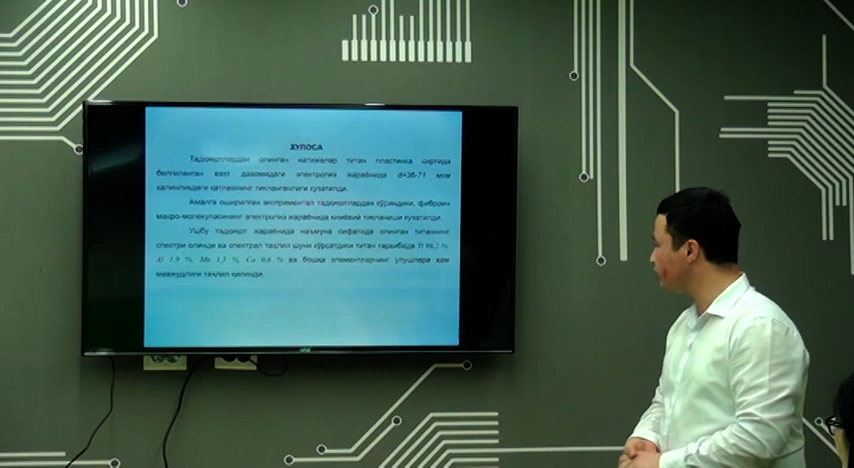 ХУЛОСА
Тадқиқотлардан олинган натижалар титан пластинка сиртида
белгиланган вақт давомидаги электролиз жараёнида d=36-71 мкм
қалинликдаги қатламнинг тикланганлиги кузатилди.
Амалга оширилган экспериментал тадқиқотлардан кўриндики, фиброин
макро-молекуласининг электролиз жараёнида кимёвий тикланиши кузатилди.
Ушбу тадқиқот жараёнида наъмуна сифатида олинган титаннинг
спектри олинди ва спектрал таҳлил шуни кўрсатдики титан таркибида Ti 96,2 %,
Al 1,9 %, Mn 1,3 %, Ca 0,6 % ва бошқа элементларнинг улушлари ҳам
мавжудлиги таҳлил қилинди.